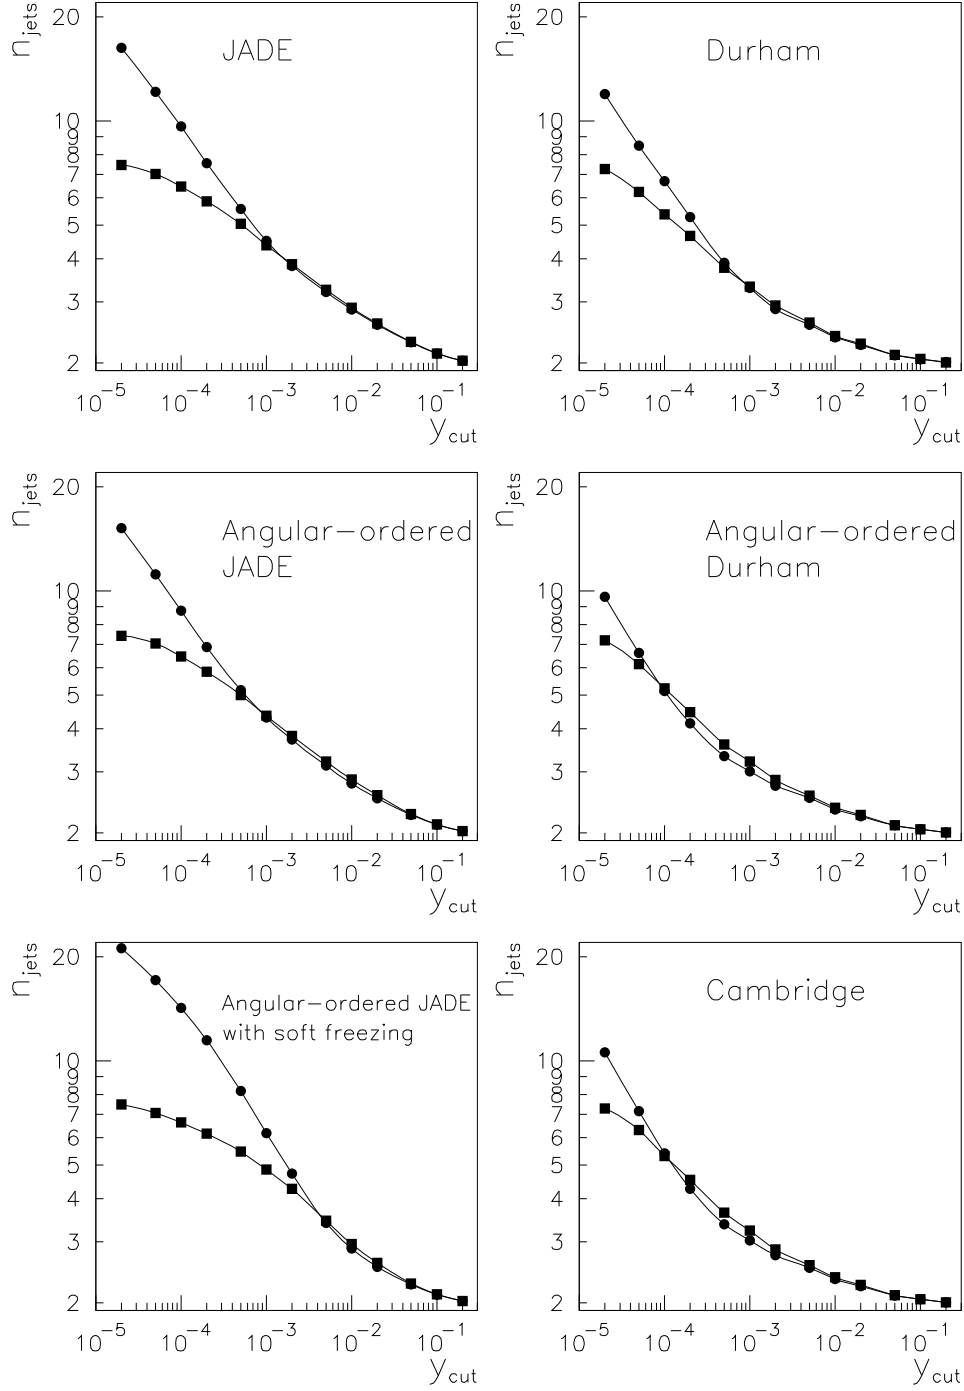 n_jets
JADE
20
10
9
8
7
6
5
4
3
2
10^-5 10^-4 10^-3 10^-2 10^-1
y_cut
n_jets
Durham
20
10
9
8
7
6
5
4
3
2
10^-5 10^-4 10^-3 10^-2 10^-1
y_cut
n_jets
Angular-ordered
JADE
20
10
9
8
7
6
5
4
3
2
10^-5 10^-4 10^-3 10^-2 10^-1
y_cut
n_jets
Angular-ordered
Durham
20
10
9
8
7
6
5
4
3
2
10^-5 10^-4 10^-3 10^-2 10^-1
y_cut
n_jets
Angular-ordered JADE
with soft freezing
20
10
9
8
7
6
5
4
3
2
10^-5 10^-4 10^-3 10^-2 10^-1
y_cut
n_jets
Cambridge
20
10
9
8
7
6
5
4
3
2
10^-5 10^-4 10^-3 10^-2 10^-1
y_cut